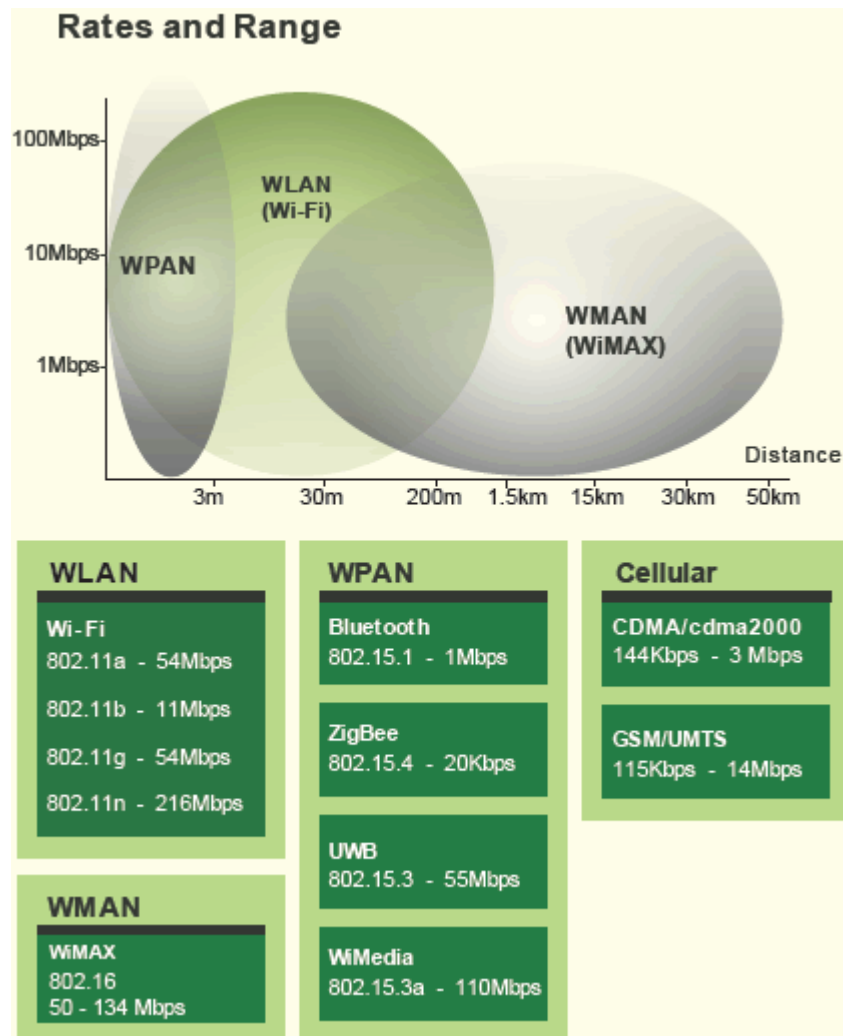 Rates and Range
100Mbps
10Mbps
1Mbps
WPAN
WLAN
(Wi-Fi)
WMAN
(WiMAX)
Distance
3m
30m
200m
1.5km
15km
30km
50km
WLAN
Wi-Fi
802.11a - 54Mbps
802.11b - 11Mbps
802.11g - 54Mbps
802.11n - 216Mbps
WMAN
WiMAX
802.16
50 - 134 Mbps
WPAN
Bluetooth
802.15.1 - 1Mbps
ZigBee
802.15.4 - 20Kbps
UWB
802.15.3 - 55Mbps
WiMedia
802.15.3a - 110Mbps
Cellular
CDMA/cdma2000
144Kbps - 3 Mbps
GSM/UMTS
115Kbps - 14Mbps